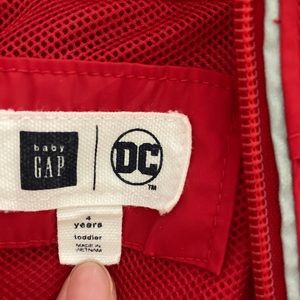 baby
GAP
DC
TM
4
years
toddler
MADE IN
VIETNAM